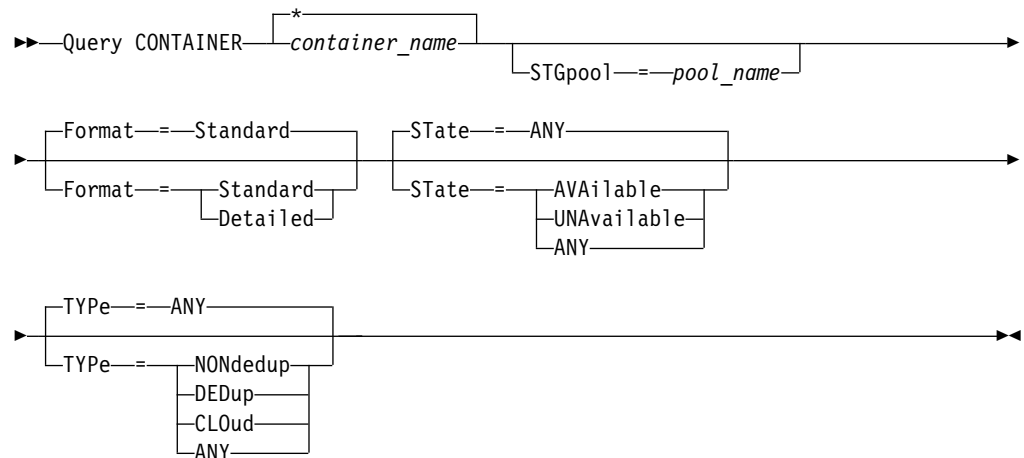 *
Query CONTAINER container_name
STGpool = pool_name
Format = Standard STate = ANY
Format = Standard STate = AVAilable
Detailed UNAvailable
ANY
TYPe = ANY
TYPe = NONdedup
DEDup
CLOud
ANY